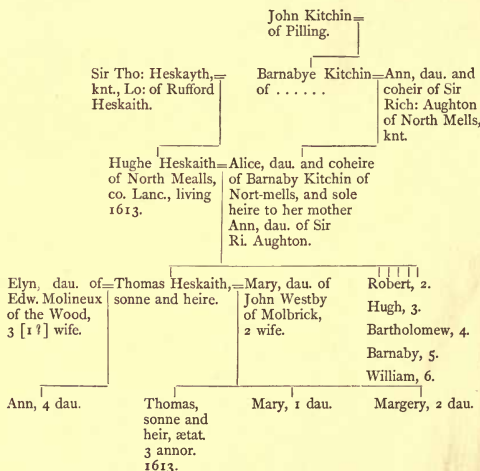 John Kitchin=
of Pilling.
Sir Tho: Heskayth,=
knt., Lo: of Rufford
Heskaith.
Barnabye Kitchin=Ann, dau. and
of ......
coheir of Sir
Rich: Aughton
of North Mells,
knt.
Hughe Heskaith=Alice, dau. and coheire
of North Mealls,
co. Lanc., living
1613.
of Barnaby Kitchin of
Nort-mells, and sole
heire to her mother
Ann, dau. of Sir
Ri. Aughton.
Elyn, dau. of=Thomas Heskaith,=Mary, dau. of
Edw. Molineux
of the Wood,
3 [1 ?] wife.
sonne and heire.
John Westby
of Molbrick,
2 wife.
Robert, 2.
Hugh, 3.
Bartholomew, 4.
Barnaby, 5.
William, 6.
Ann, 4 dau.
Thomas,
sonne and
heir, ætat.
3 annor.
1613.
Mary, 1 dau.
Margery, 2 dau.